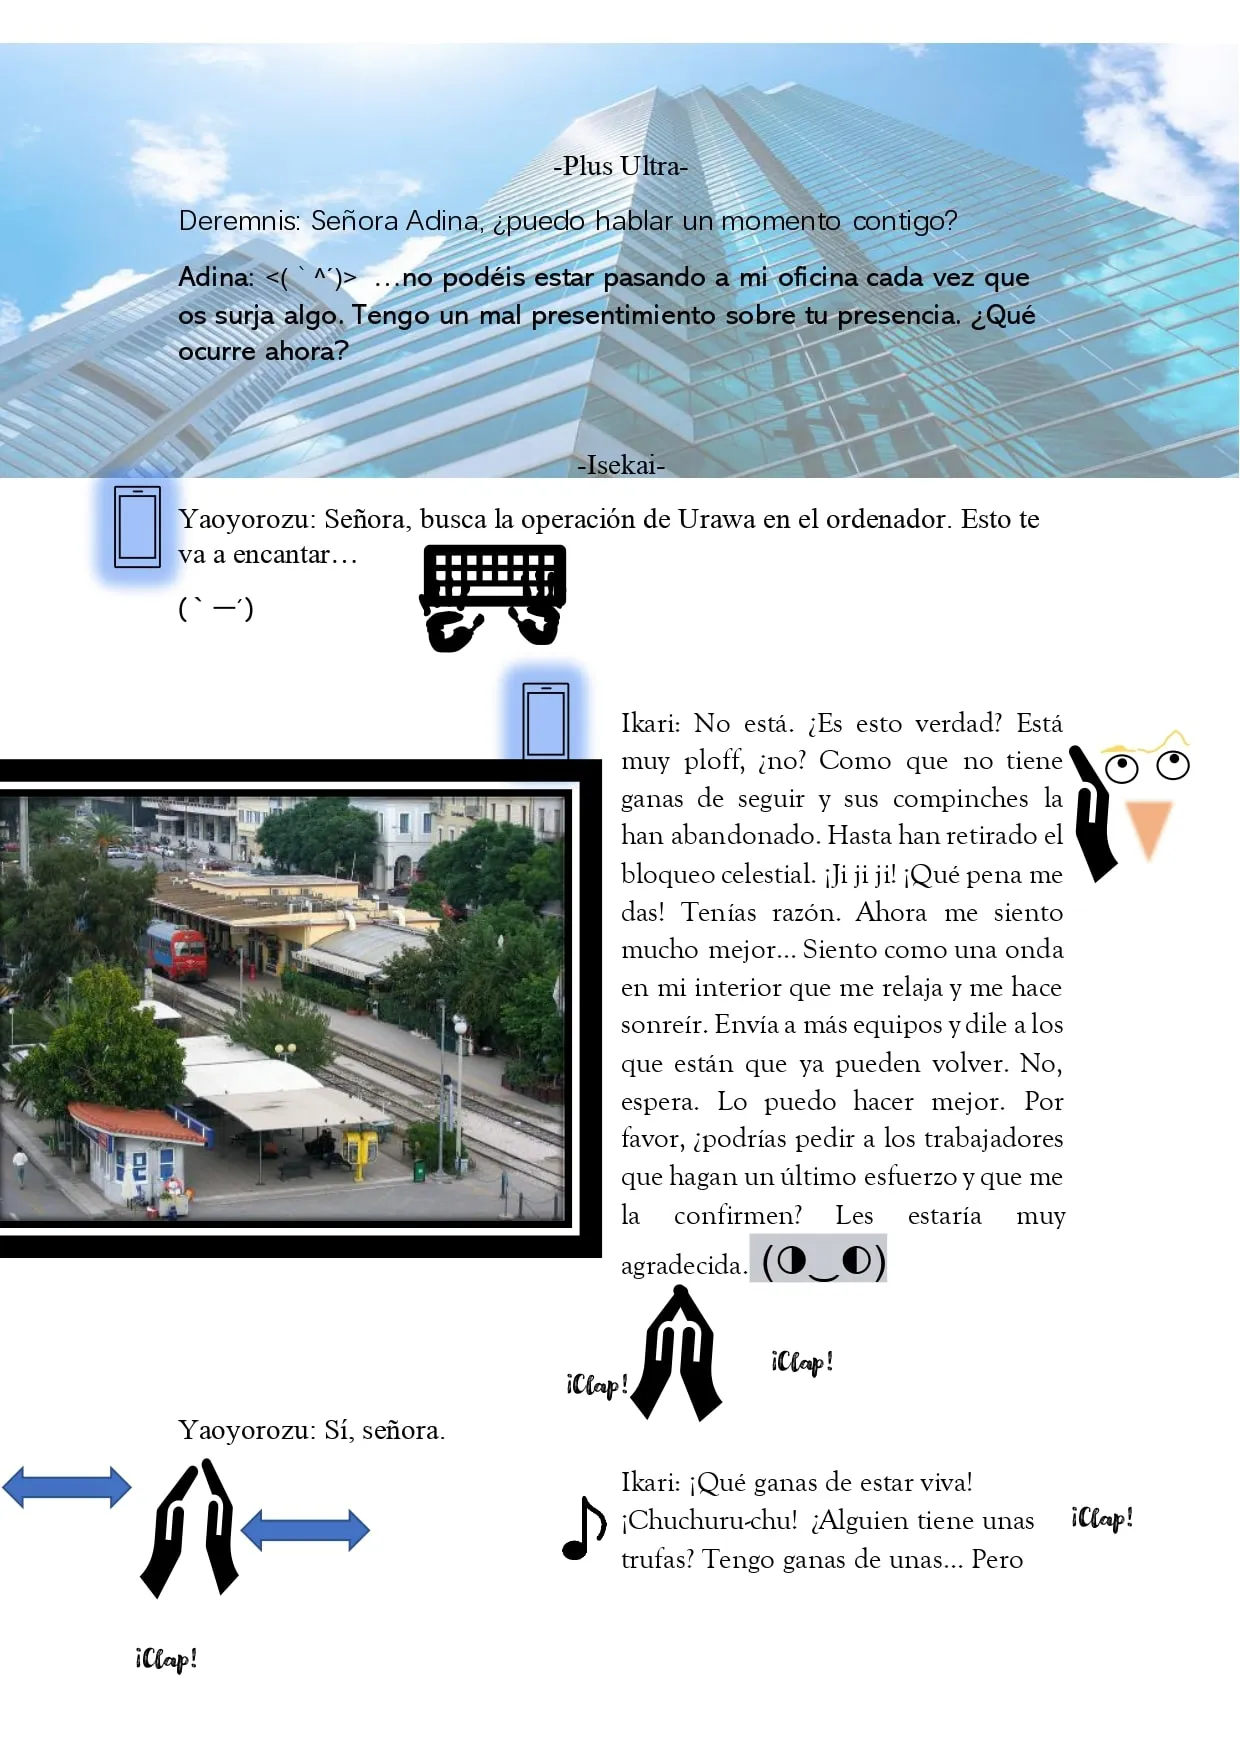 -Plus Ultra-
Deremnis: Señora Adina, ¿puedo hablar un momento contigo?
Adina: <( ` ^´)> …no podéis estar pasando a mi oficina cada vez que
os surja algo. Tengo un mal presentimiento sobre tu presencia. ¿Qué
ocurre ahora?
-Isekai-
Yaoyorozu: Señora, busca la operación de Urawa en el ordenador. Esto te
va a encantar…
(｀—´)
Ikari: No está. ¿Es esto verdad? Está
muy ploff, ¿no? Como que no tiene
ganas de seguir y sus compinches la
han abandonado. Hasta han retirado el
bloqueo celestial. ¡Ji ji ji! ¡Qué pena me
das! Tenías razón. Ahora me siento
mucho mejor… Siento como una onda
en mi interior que me relaja y me hace
sonreír. Envía a más equipos y dile a los
que están que ya pueden volver. No,
espera. Lo puedo hacer mejor. Por
favor, ¿podrías pedir a los trabajadores
que hagan un último esfuerzo y que me
la confirmen? Les estaría muy
agradecida. (◑‿◐)
¡Clap!
¡Clap!
Yaoyorozu: Sí, señora.
Ikari: ¡Qué ganas de estar viva!
¡Chuchuru-chu! ¿Alguien tiene unas
trufas? Tengo ganas de unas… Pero
¡Clap!
¡Clap!